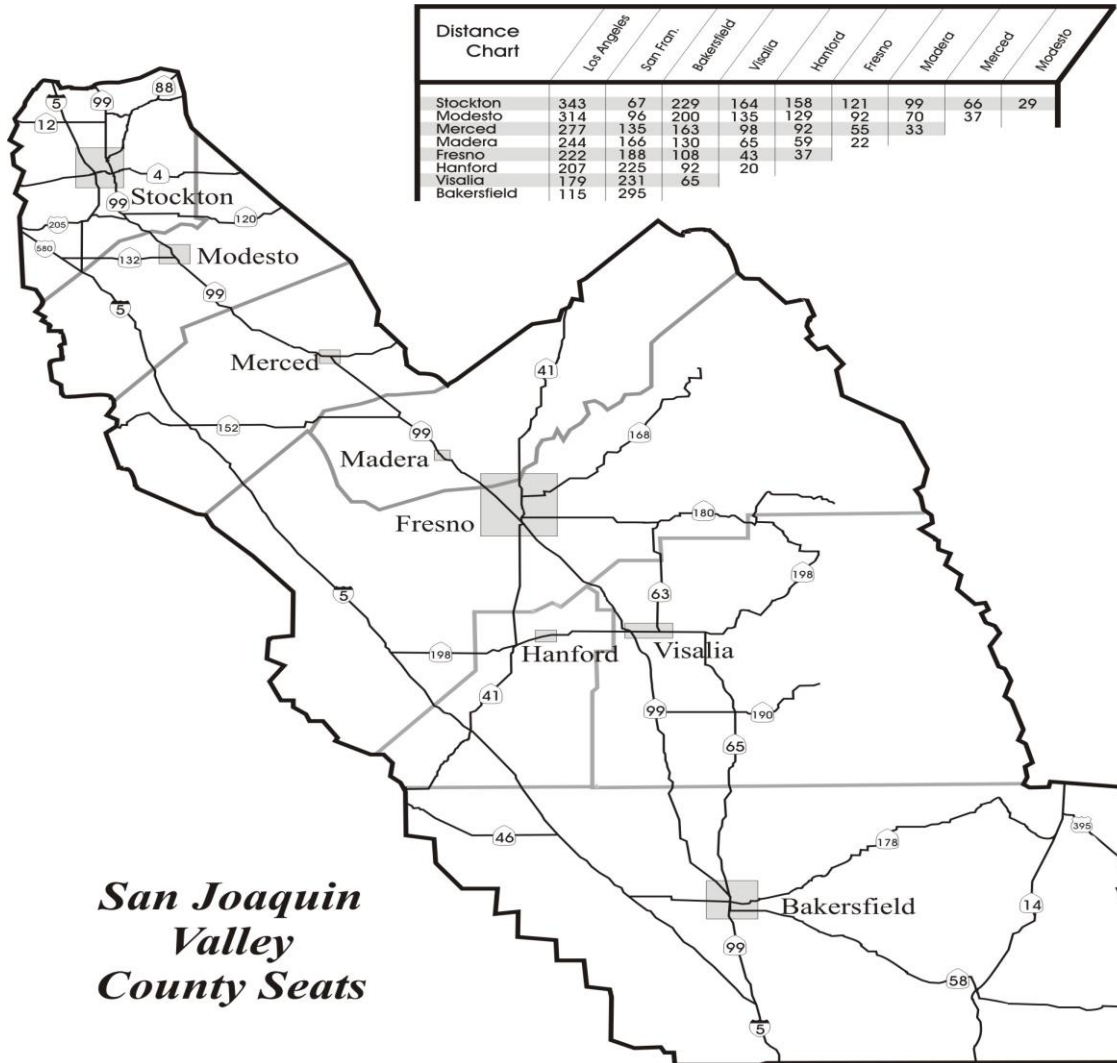 Distance
Chart
Los Angeles
San Fran.
Bakersfield
Visalia
Hanford
Fresno
Madera
Merced
Modesto
Stockton 343 67 229 164 158 121 99 66 29
Modesto 314 96 200 135 129 92 70 37
Merced 277 135 163 98 92 55 33
Madera 244 166 130 65 59 22
Fresno 222 188 108 43 37
Hanford 207 225 92 20
Visalia 179 231 65
Bakersfield 115 295
5
99
88
12
4
Stockton
99
120
205
580
132
Modesto
99
5
Merced
41
152
99
168
Madera
Fresno
180
198
63
5
198
Hanford
Visalia
41
99
190
65
46
178
395
Bakersfield
14
99
58
5
San Joaquin
Valley
County Seats